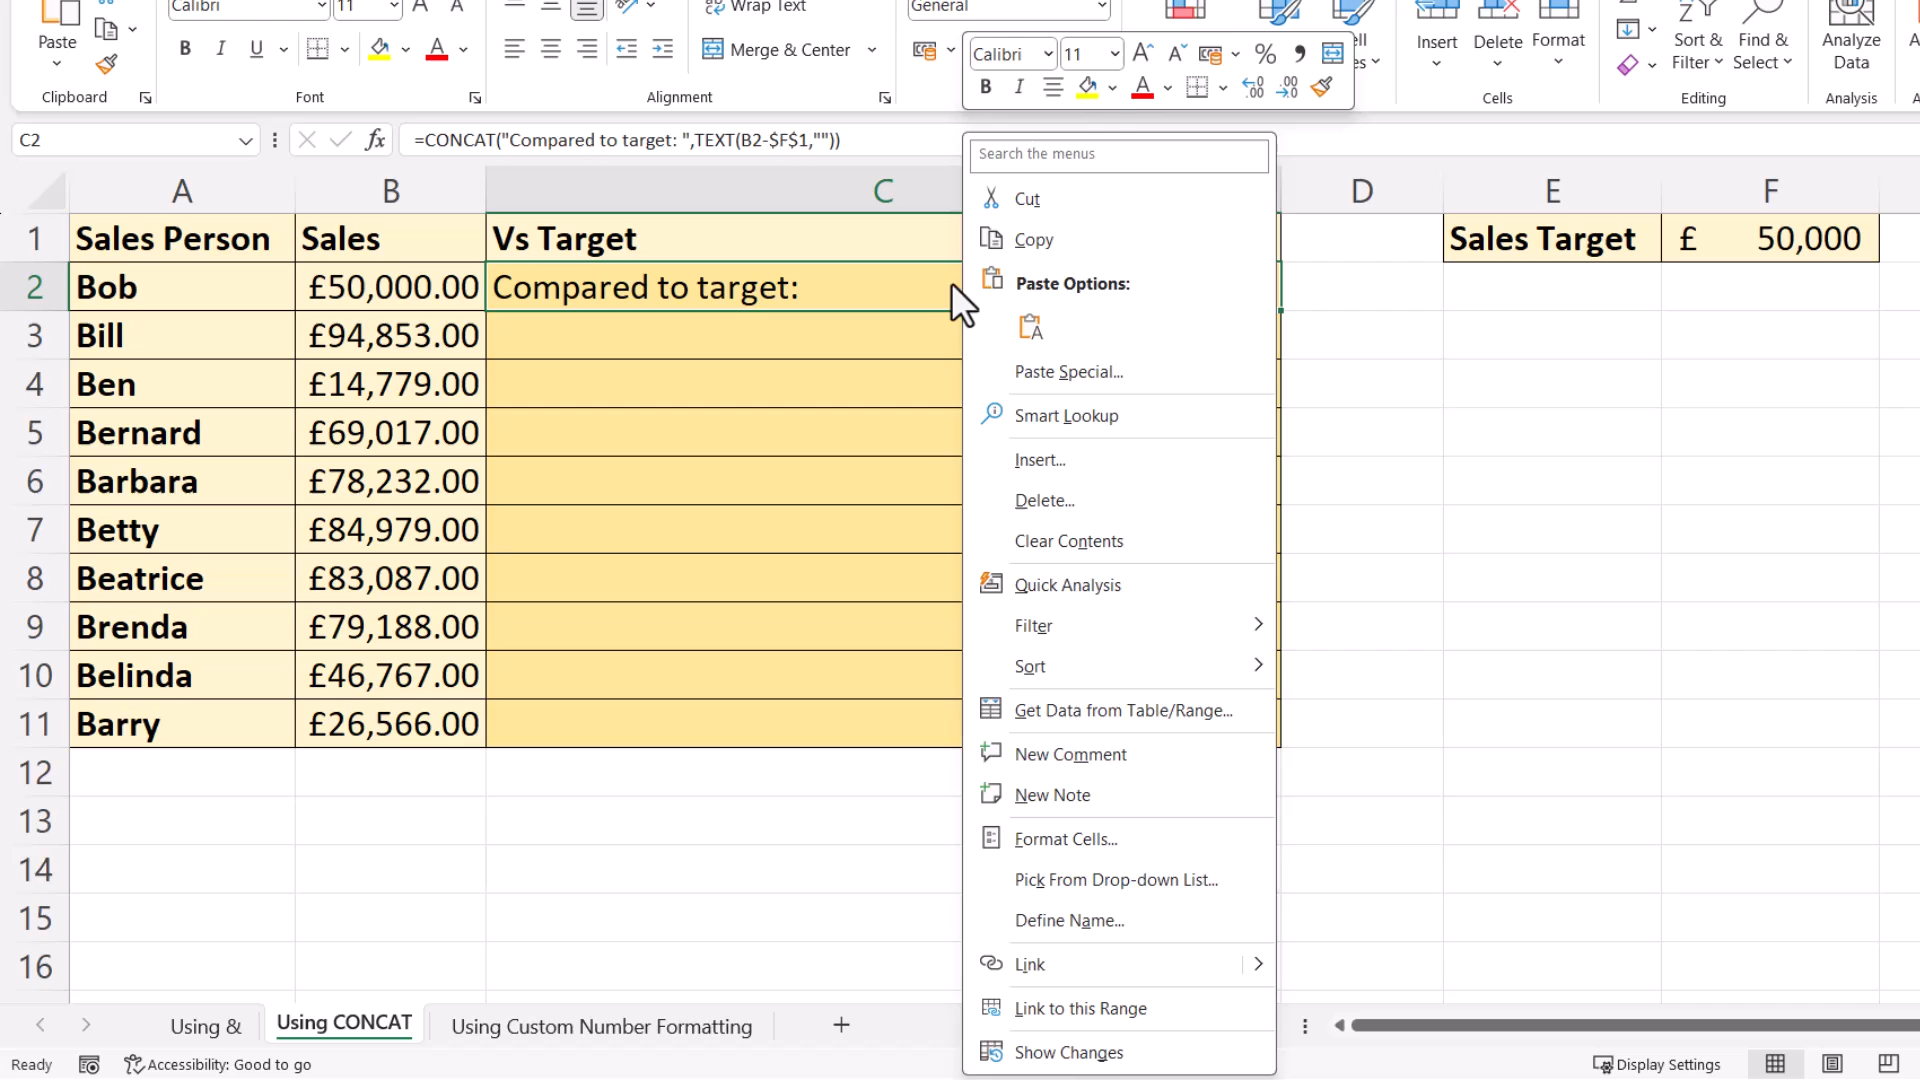 Calibri
11
A
A
Wrap Text
General
Paste
B
I
U
A
Merge & Center
Insert
Delete
Format
Sort &
Filter
Find &
Select
Analyze
Data
Clipboard
Font
Alignment
Cells
Editing
Analysis
Calibri
11
A
A
%
B
I
A
C2
fx
=CONCAT("Compared to target: ",TEXT(B2-$F$1,""))
A
B
C
D
E
F
1
Sales Person
Sales
Vs Target
Sales Target
£ 50,000
2
Bob
£50,000.00
Compared to target:
3
Bill
£94,853.00
4
Ben
£14,779.00
5
Bernard
£69,017.00
6
Barbara
£78,232.00
7
Betty
£84,979.00
8
Beatrice
£83,087.00
9
Brenda
£79,188.00
10
Belinda
£46,767.00
11
Barry
£26,566.00
12
13
14
15
16
Search the menus
Cut
Copy
Paste Options:
Paste Special...
Smart Lookup
Insert...
Delete...
Clear Contents
Quick Analysis
Filter
Sort
Get Data from Table/Range...
New Comment
New Note
Format Cells...
Pick From Drop-down List...
Define Name...
Link
Link to this Range
Show Changes
Using &
Using CONCAT
Using Custom Number Formatting
Ready
Accessibility: Good to go
Display Settings